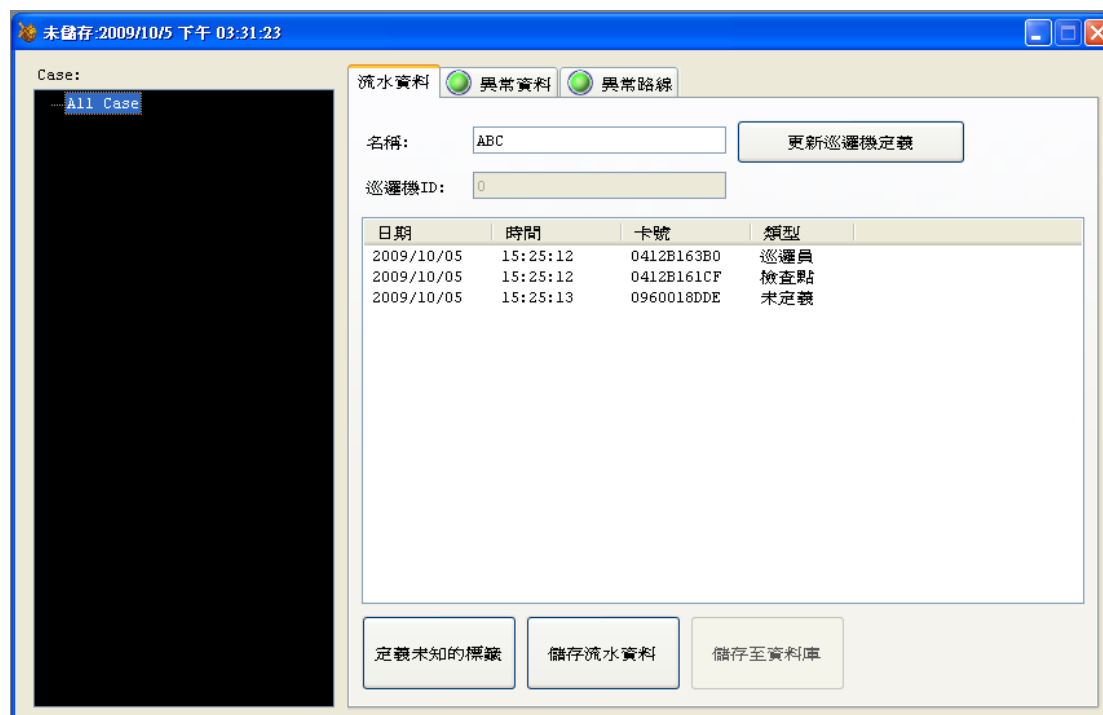 未儲存:2009/10/5 下午 03:31:23
Case:
All Case
流水資料 異常資料 異常路線
名稱: ABC 更新巡邏機定義
巡邏機ID: 0
日期 時間 卡號 類型
2009/10/05 15:25:12 0412B163B0 巡邏員
2009/10/05 15:25:12 0412B161CF 檢查點
2009/10/05 15:25:13 0960018DDE 未定義
定義未知的標籤 儲存流水資料 儲存至資料庫